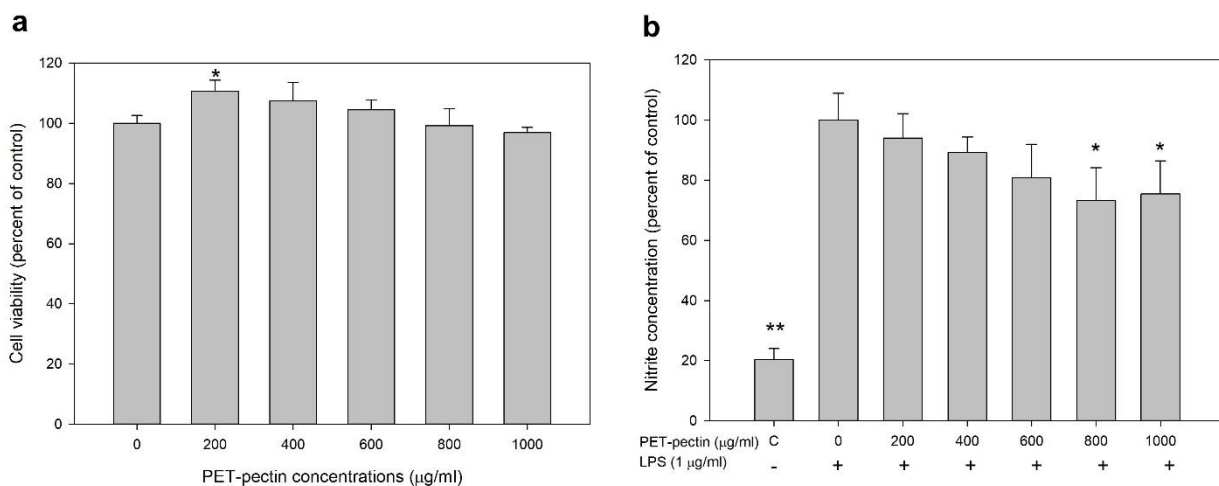 a
Cell viability (percent of control)
120
100
80
60
40
20
0
*
0 200 400 600 800 1000
PET-pectin concentrations (μg/ml)
b
Nitrite concentration (percent of control)
120
100
80
60
40
20
0
**
*
*
PET-pectin (μg/ml) C 0 200 400 600 800 1000
LPS (1 μg/ml) - + + + + + +